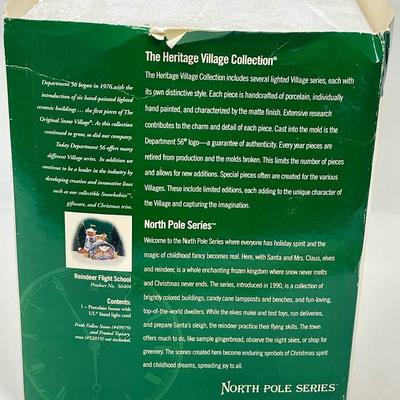 Department 56 began in 1976 with the
introduction of six hand painted lighted
ceramic buildings ... the first pieces of The
Original Snow Village®. As this collection
continued to grow, so did our company.
Today Department 56 offers many
different Village series. In addition we
continue to be a leader in the industry by
developing creative and innovative lines
such as our collectible Snowbabies™,
giftware, and Christmas trim.
Reindeer Flight School
Product No. 56404
Contents:
1 – Porcelain house with
UL® listed light cord
Fresh Fallen Snow (#49979)
and Frosted Topiary
trees (#52019) not included.
The Heritage Village Collection®
The Heritage Village Collection includes several lighted Village series, each with
its own distinctive style. Each piece is handcrafted of porcelain, individually
hand painted, and characterized by the matte finish. Extensive research
contributes to the charm and detail of each piece. Cast into the mold is the
Department 56® logo—a guarantee of authenticity. Every year pieces are
retired from production and the molds broken. This limits the number of pieces
and allows for new additions. Special pieces often are created for the various
Villages. These include limited editions, each adding to the unique character of
the Village and capturing the imagination.
North Pole Series™
Welcome to the North Pole Series where everyone has holiday spirit and the
magic of childhood fancy becomes real. Here, with Santa and Mrs. Claus, elves
and reindeer, is a whole enchanting frozen kingdom where snow never melts
and Christmas never ends. The series, introduced in 1990, is a collection of
brightly colored buildings, candy cane lampposts and benches, and fun-loving,
top-of-the-world dwellers. While the elves make and test toys, run deliveries,
and prepare Santa's sleigh, the reindeer practice their flying skills. The town
offers much to do, like sample gingerbread, observe the night skies, or shop for
greenery. The scenes created here become enduring symbols of Christmas spirit
and childhood dreams, spreading joy to all.
NORTH POLE SERIES™